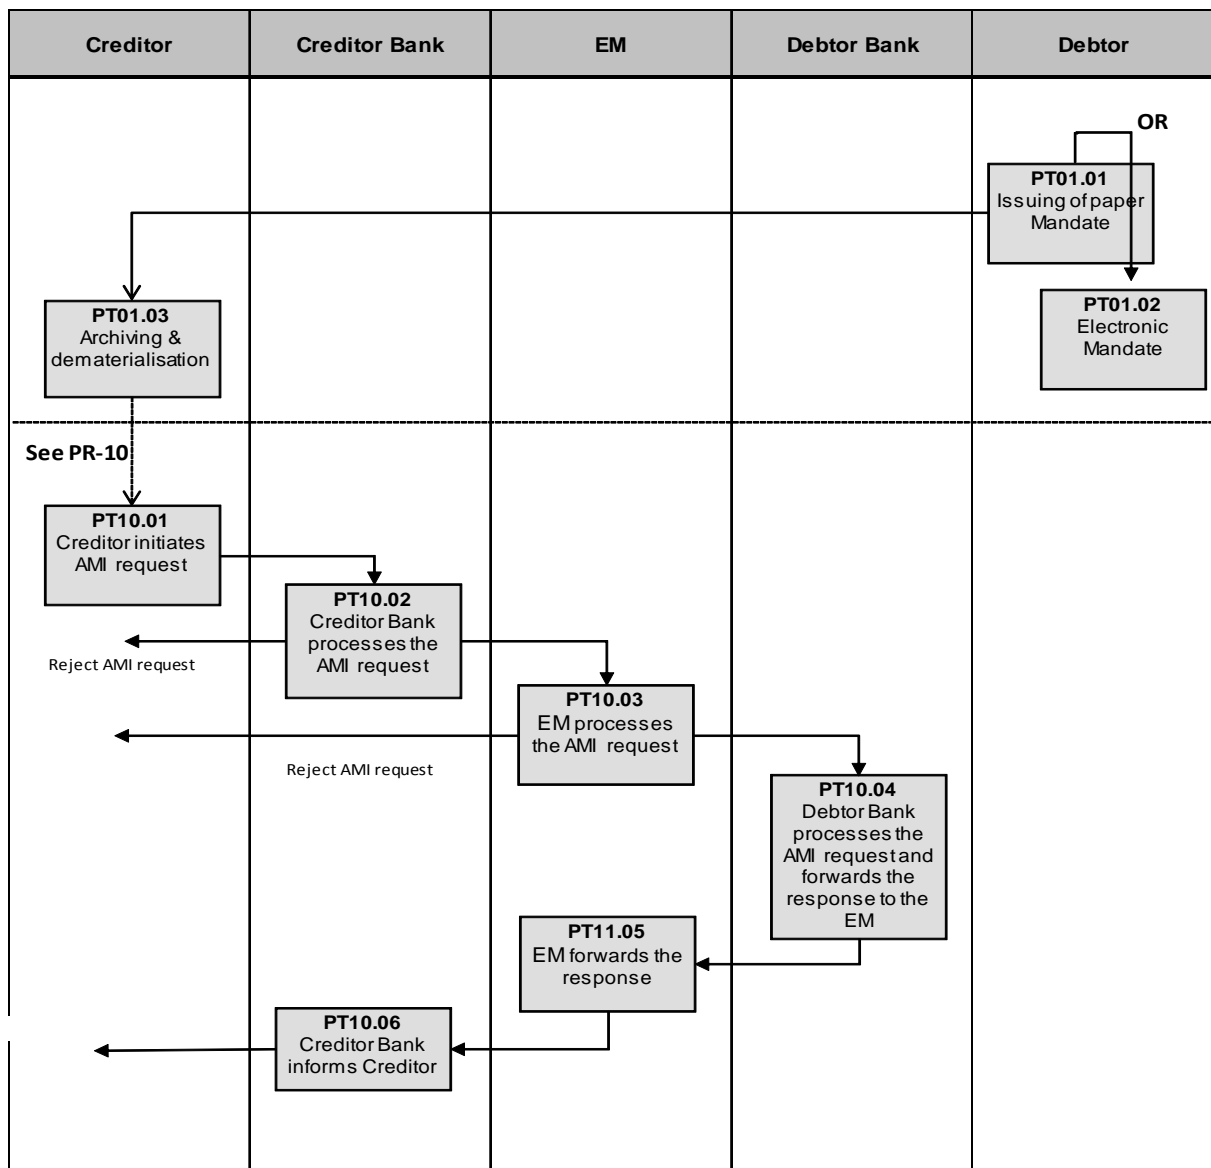 Creditor
Creditor Bank
EM
Debtor Bank
Debtor
OR
PT01.01
Issuing of paper
Mandate
PT01.03
Archiving &
dematerialisation
PT01.02
Electronic
Mandate
See PR-10
PT10.01
Creditor initiates
AMI request
PT10.02
Creditor Bank
processes the
AMI request
Reject AMI request
PT10.03
EM processes
the AMI request
Reject AMI request
PT10.04
Debtor Bank
processes the
AMI request and
forwards the
response to the
EM
PT11.05
EM forwards the
response
PT10.06
Creditor Bank
informs Creditor